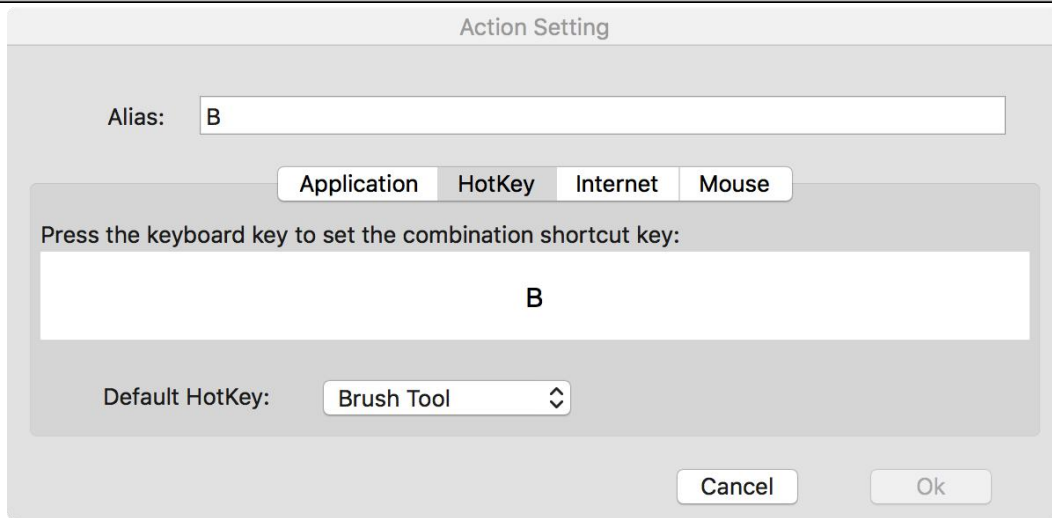 Action Setting
Alias: B
Application HotKey Internet Mouse
Press the keyboard key to set the combination shortcut key:
B
Default HotKey: Brush Tool
Cancel Ok